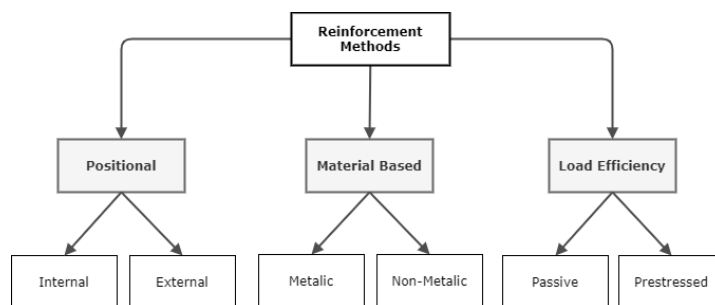 Reinforcement
Methods
Positional
Material Based
Load Efficiency
Internal
External
Metalic
Non-Metalic
Passive
Prestressed